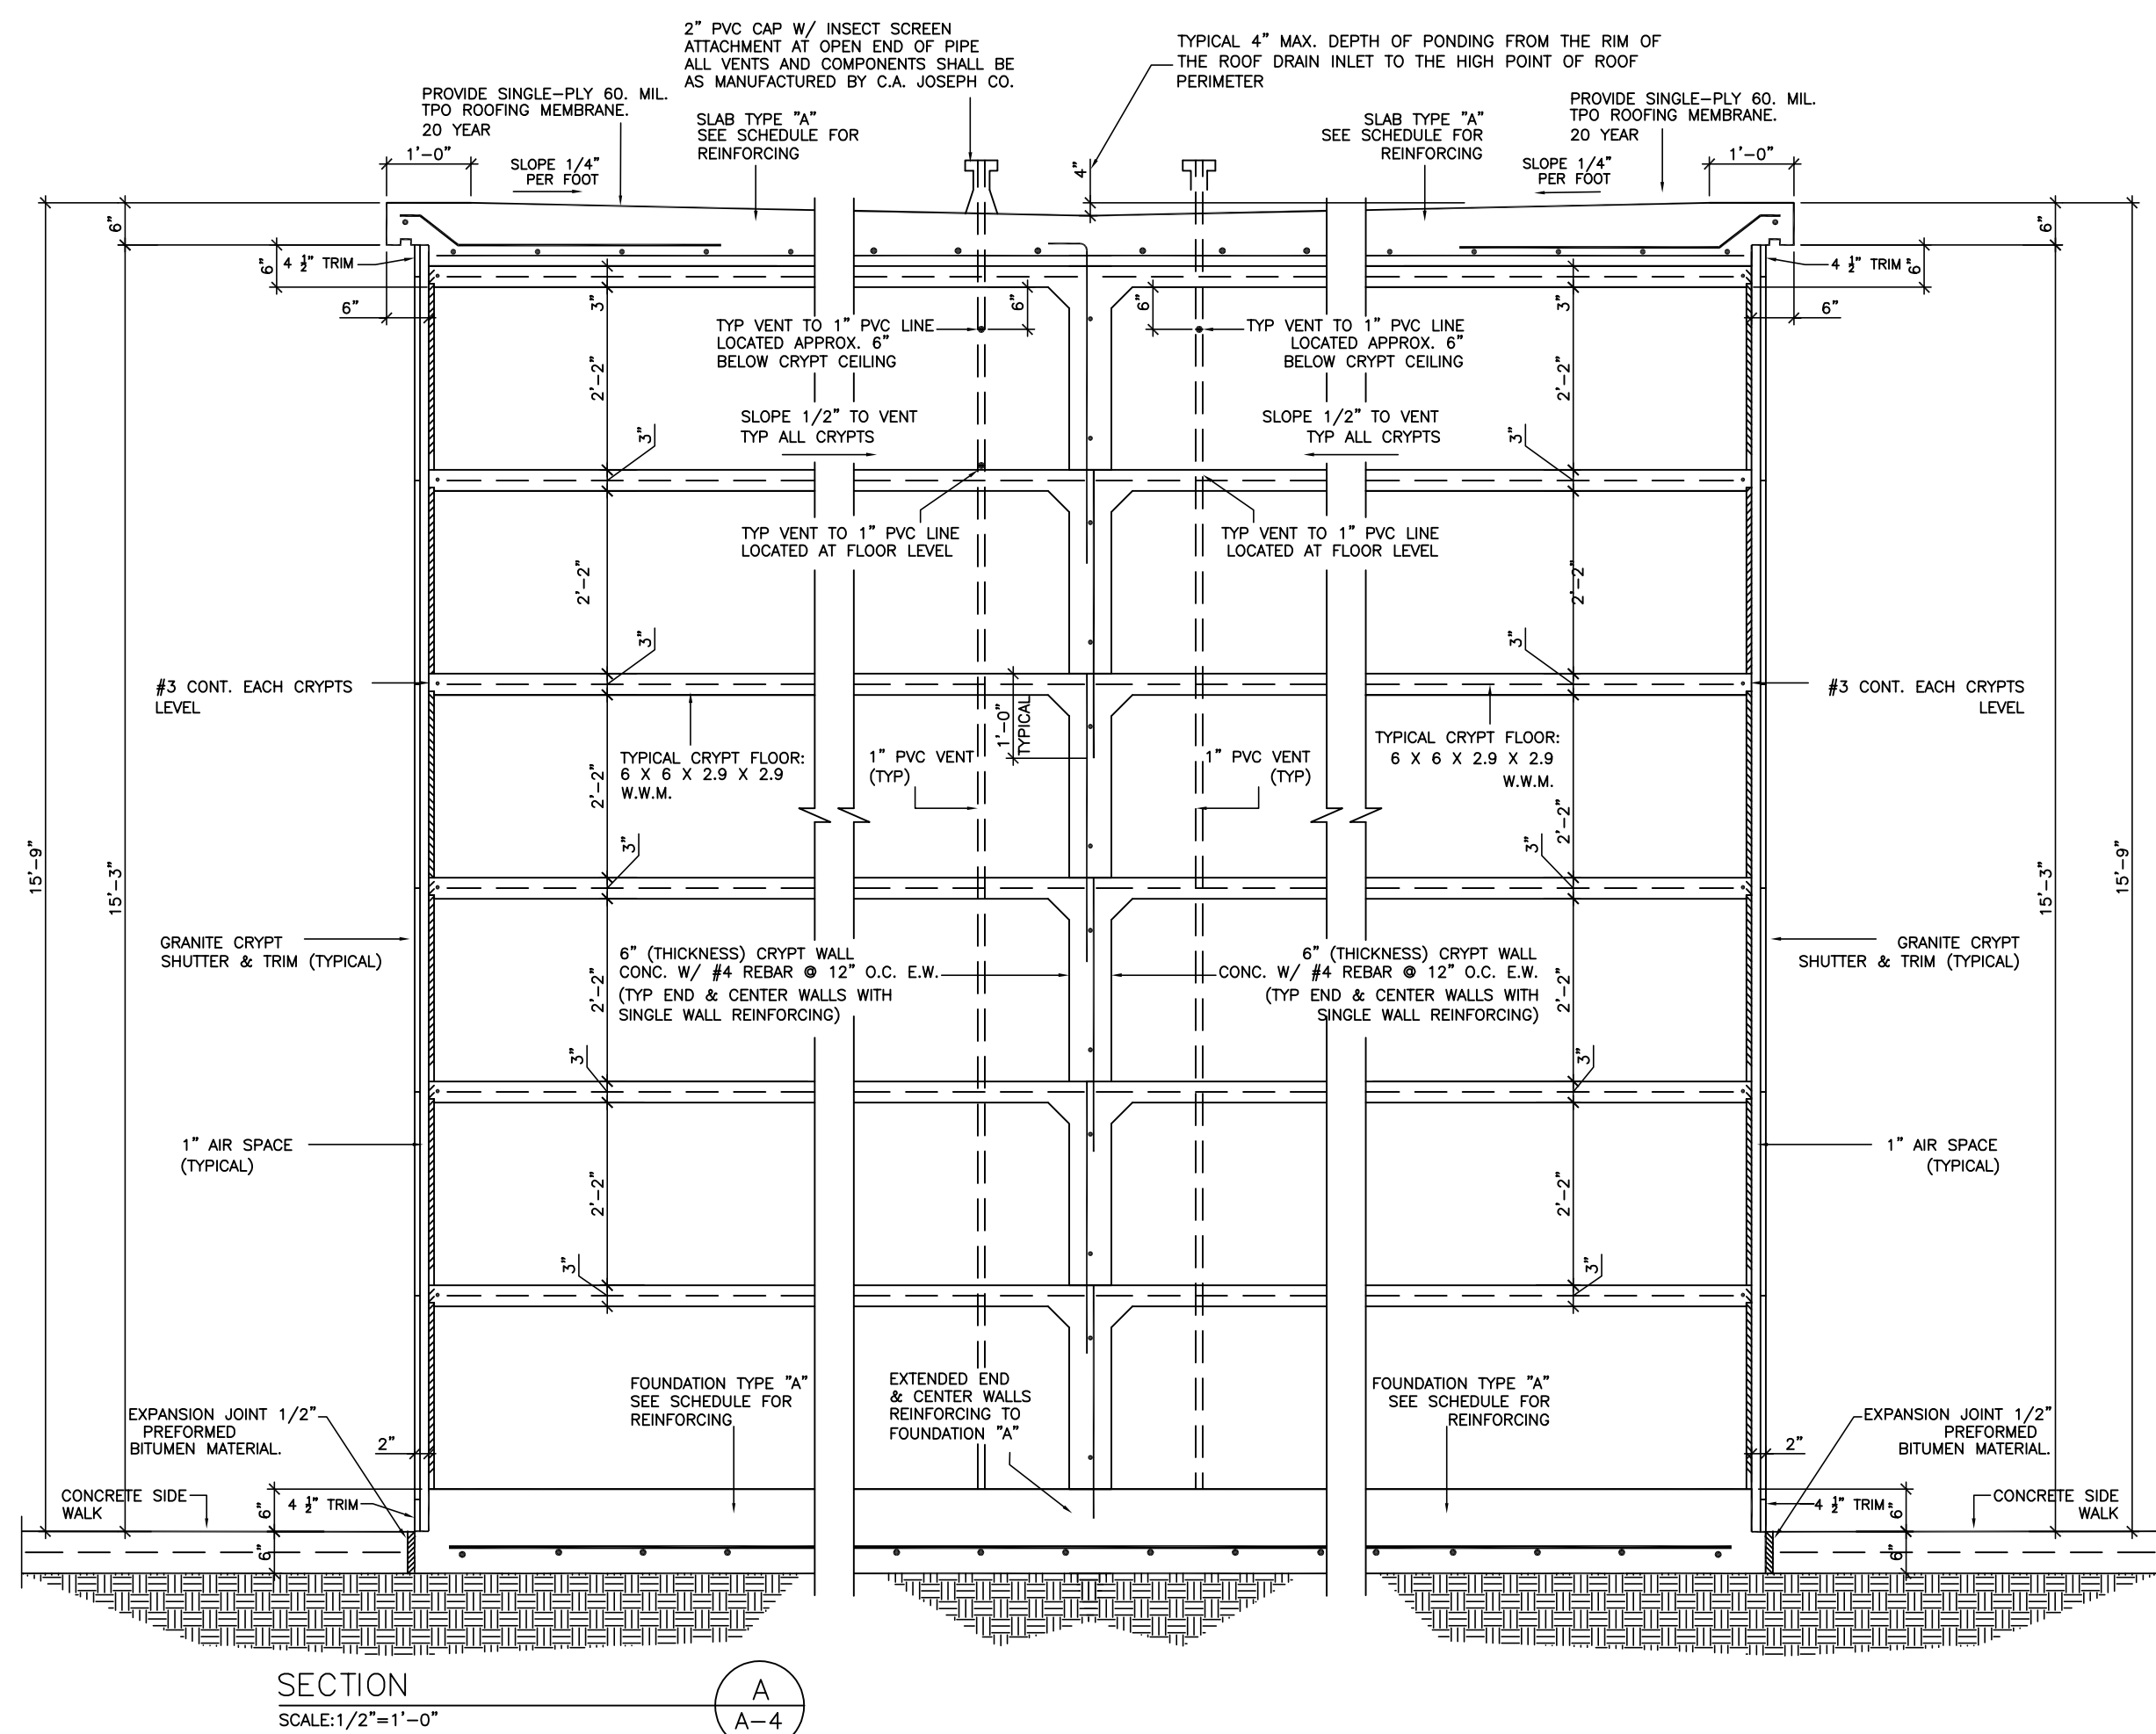 2" PVC CAP W/ INSECT SCREEN
ATTACHMENT AT OPEN END OF PIPE
ALL VENTS AND COMPONENTS SHALL BE
AS MANUFACTURED BY C.A. JOSEPH CO.
TYPICAL 4" MAX. DEPTH OF PONDING FROM THE RIM OF
THE ROOF DRAIN INLET TO THE HIGH POINT OF ROOF
PERIMETER
PROVIDE SINGLE-PLY 60. MIL.
TPO ROOFING MEMBRANE.
20 YEAR
SLAB TYPE "A"
SEE SCHEDULE FOR
REINFORCING
SLAB TYPE "A"
SEE SCHEDULE FOR
REINFORCING
PROVIDE SINGLE-PLY 60. MIL.
TPO ROOFING MEMBRANE.
20 YEAR
1'-0"
SLOPE 1/4"
PER FOOT
4"
SLOPE 1/4"
PER FOOT
1'-0"
6"
6"
4 1/2" TRIM
6"
6"
4 1/2" TRIM
6"
6"
3"
6"
6"
3"
TYP VENT TO 1" PVC LINE
LOCATED APPROX. 6"
BELOW CRYPT CEILING
TYP VENT TO 1" PVC LINE
LOCATED APPROX. 6"
BELOW CRYPT CEILING
2'-2"
2'-2"
SLOPE 1/2" TO VENT
TYP ALL CRYPTS
SLOPE 1/2" TO VENT
TYP ALL CRYPTS
3"
3"
TYP VENT TO 1" PVC LINE
LOCATED AT FLOOR LEVEL
TYP VENT TO 1" PVC LINE
LOCATED AT FLOOR LEVEL
2'-2"
2'-2"
3"
3"
#3 CONT. EACH CRYPTS
LEVEL
#3 CONT. EACH CRYPTS
LEVEL
1'-0"
TYPICAL
TYPICAL CRYPT FLOOR:
6 X 6 X 2.9 X 2.9
W.W.M.
1" PVC VENT
(TYP)
1" PVC VENT
(TYP)
TYPICAL CRYPT FLOOR:
6 X 6 X 2.9 X 2.9
W.W.M.
2'-2"
2'-2"
3"
3"
15'-9"
15'-3"
15'-3"
15'-9"
GRANITE CRYPT
SHUTTER & TRIM (TYPICAL)
6" (THICKNESS) CRYPT WALL
CONC. W/ #4 REBAR @ 12" O.C. E.W.
(TYP END & CENTER WALLS WITH
SINGLE WALL REINFORCING)
6" (THICKNESS) CRYPT WALL
CONC. W/ #4 REBAR @ 12" O.C. E.W.
(TYP END & CENTER WALLS WITH
SINGLE WALL REINFORCING)
GRANITE CRYPT
SHUTTER & TRIM (TYPICAL)
2'-2"
2'-2"
3"
3"
1" AIR SPACE
(TYPICAL)
1" AIR SPACE
(TYPICAL)
2'-2"
2'-2"
3"
3"
FOUNDATION TYPE "A"
SEE SCHEDULE FOR
REINFORCING
EXTENDED END
& CENTER WALLS
REINFORCING TO
FOUNDATION "A"
FOUNDATION TYPE "A"
SEE SCHEDULE FOR
REINFORCING
EXPANSION JOINT 1/2"
PREFORMED
BITUMEN MATERIAL.
2"
2"
EXPANSION JOINT 1/2"
PREFORMED
BITUMEN MATERIAL.
CONCRETE SIDE
WALK
6"
4 1/2" TRIM
4 1/2" TRIM
6"
CONCRETE SIDE
WALK
6"
6"
SECTION
SCALE:1/2"=1'-0"
A
A-4